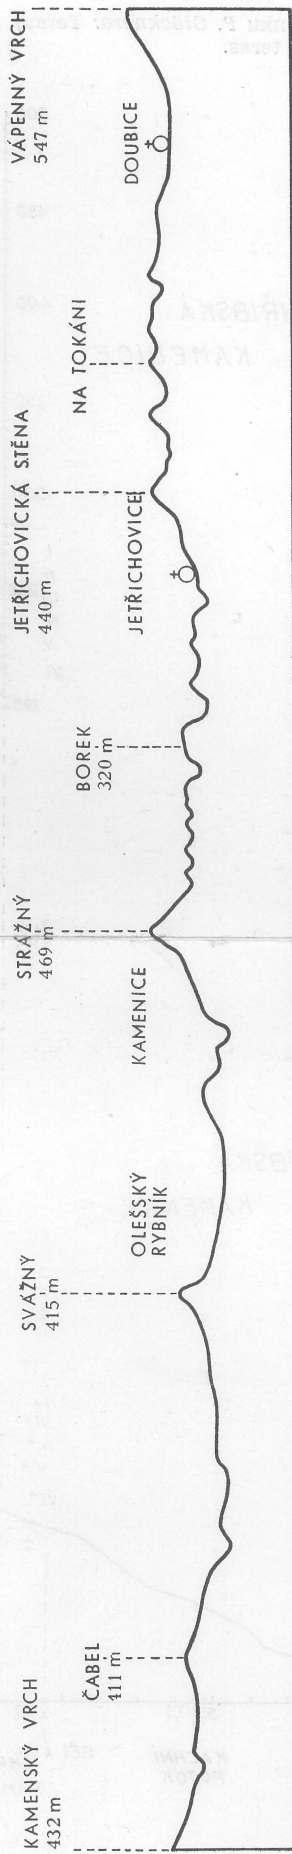 KAMENSKÝ VRCH
432 m
ČABEL
411 m
SVÁŽNÝ
415 m
OLEŠSKÝ
RYBNÍK
KAMENICE
STRÁŽNÝ
469 m
BOREK
320 m
JETŘICHOVICE
JETŘICHOVICKÁ STĚNA
440 m
NA TOKÁNI
DOUBICE
VÁPENNÝ VRCH
547 m